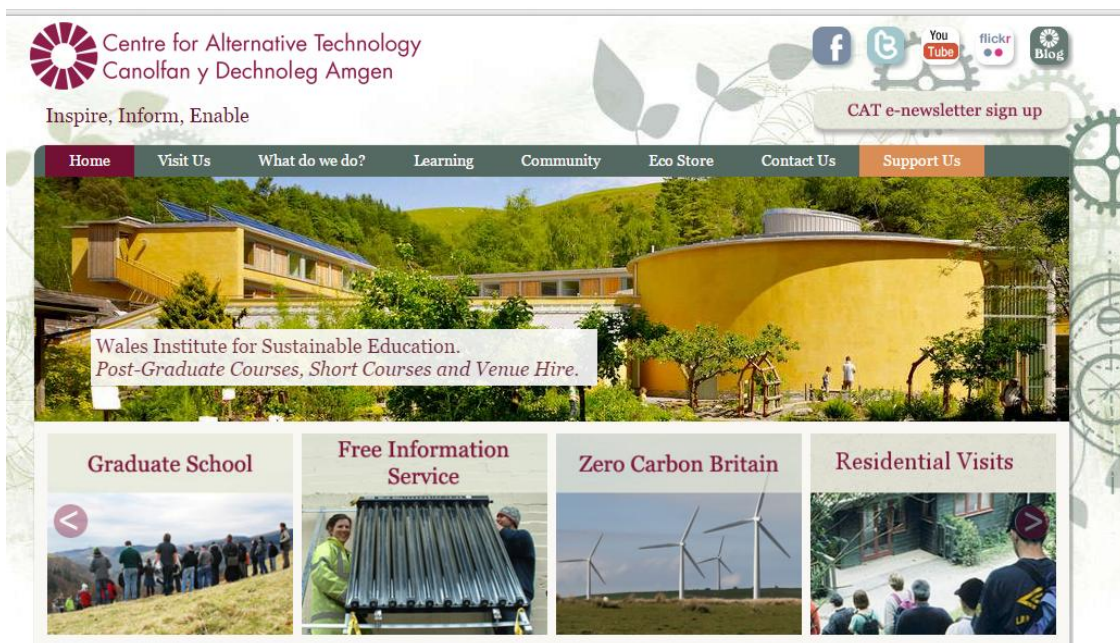 Centre for Alternative Technology
Canolfan y Dechnoleg Amgen
Inspire, Inform, Enable
You
Tube
flickr
Blog
CAT e-newsletter sign up
Home Visit Us What do we do? Learning Community Eco Store Contact Us Support Us
Wales Institute for Sustainable Education.
Post-Graduate Courses, Short Courses and Venue Hire.
Graduate School
Free Information
Service
Zero Carbon Britain
Residential Visits